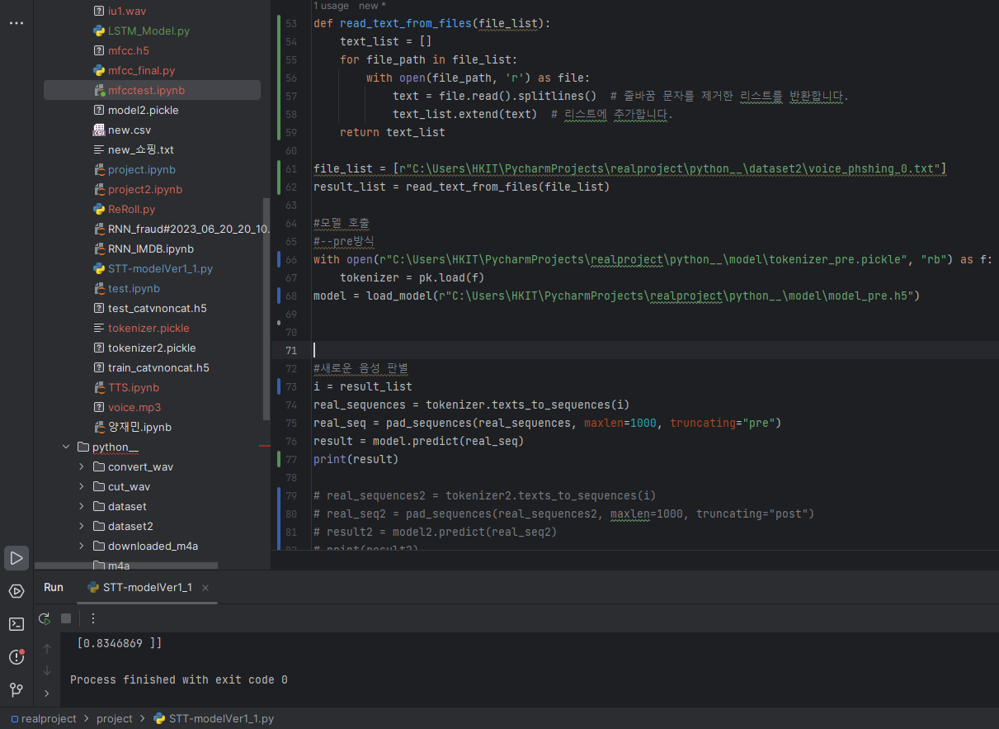 1 usage   new *
iu1.wav
LSTM_Model.py
mfcc.h5
mfcc_final.py
mfcctest.ipynb
model2.pickle
new.csv
new_쇼핑.txt
project.ipynb
project2.ipynb
ReRoll.py
RNN_fraud#2023_06_20_20_10.
RNN_IMDB.ipynb
STT-modelVer1_1.py
test.ipynb
test_catvnoncat.h5
tokenizer.pickle
tokenizer2.pickle
train_catvnoncat.h5
TTS.ipynb
voice.mp3
양재민.ipynb
python__
convert_wav
cut_wav
dataset
dataset2
downloaded_m4a
m4a
53 def read_text_from_files(file_list):
54     text_list = []
55     for file_path in file_list:
56         with open(file_path, 'r') as file:
57             text = file.read().splitlines()  # 줄바꿈 문자를 제거한 리스트를 반환합니다.
58             text_list.extend(text)  # 리스트에 추가합니다.
59     return text_list
60
61 file_list = [r"C:\Users\HKIT\PycharmProjects\realproject\python__\dataset2\voice_phshing_0.txt"]
62 result_list = read_text_from_files(file_list)
63
64 #모델 호출
65 #--pre방식
66 with open(r"C:\Users\HKIT\PycharmProjects\realproject\python__\model\tokenizer_pre.pickle", "rb") as f:
67     tokenizer = pk.load(f)
68 model = load_model(r"C:\Users\HKIT\PycharmProjects\realproject\python__\model\model_pre.h5")
69
70
71
72 #새로운 음성 판별
73 i = result_list
74 real_sequences = tokenizer.texts_to_sequences(i)
75 real_seq = pad_sequences(real_sequences, maxlen=1000, truncating="pre")
76 result = model.predict(real_seq)
77 print(result)
78
79 # real_sequences2 = tokenizer2.texts_to_sequences(i)
80 # real_seq2 = pad_sequences(real_sequences2, maxlen=1000, truncating="post")
81 # result2 = model2.predict(real_seq2)
82 # print(result2)
Run   STT-modelVer1_1
[0.8346869 ]]
Process finished with exit code 0
realproject > project > STT-modelVer1_1.py